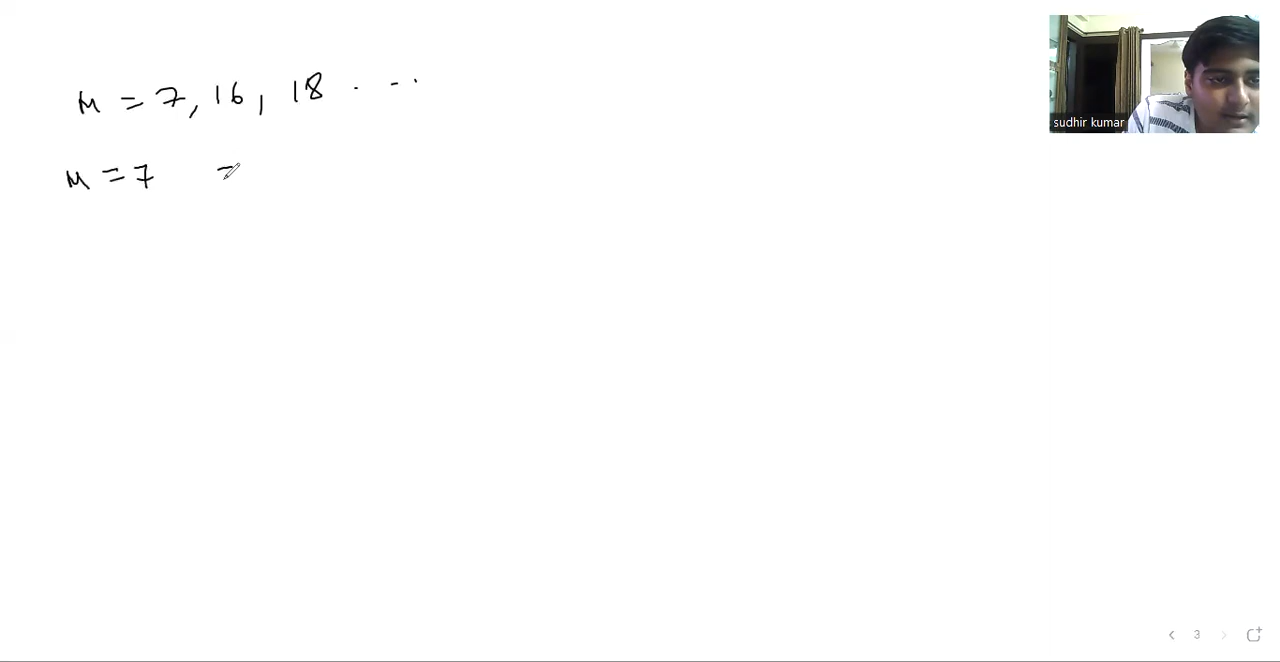 n = 7, 16, 18 . - - .
sudhir kumar
n = 7 =
3